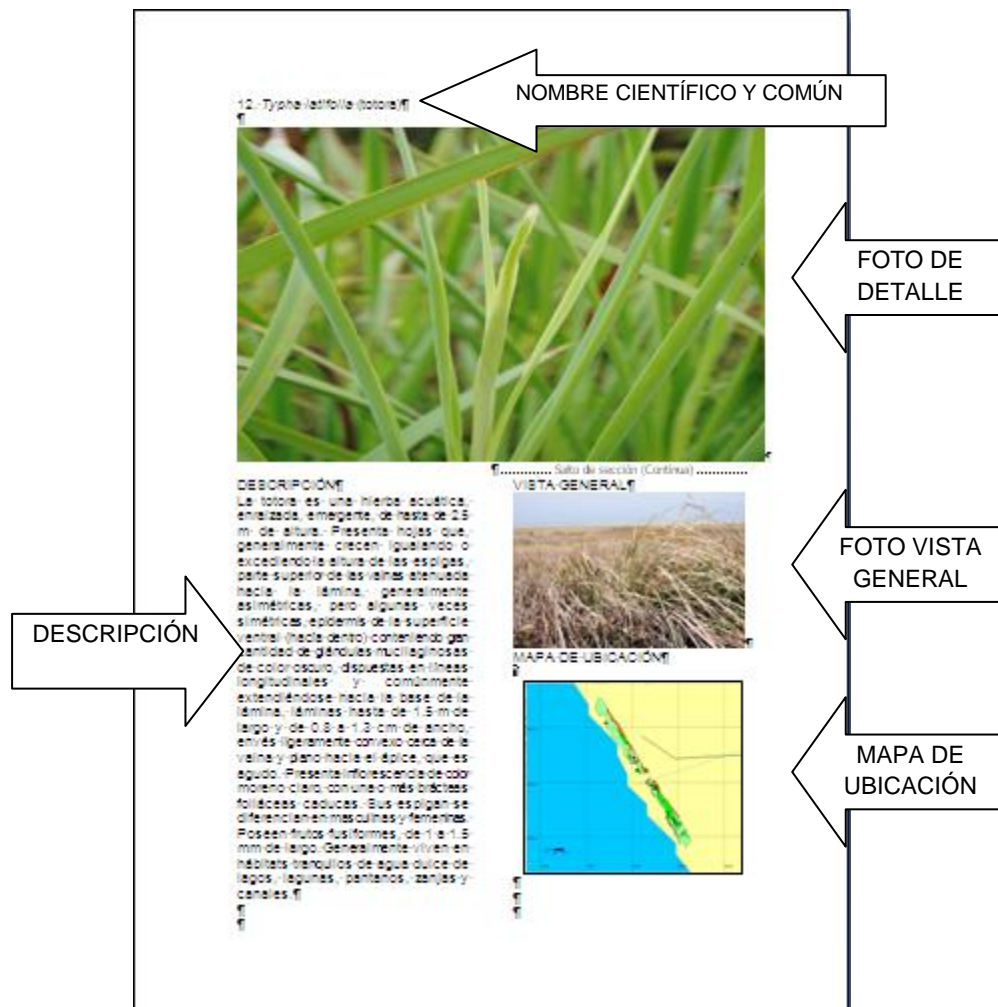 NOMBRE CIENTÍFICO Y COMÚN
12. Typha latifolia (totora)¶
¶
FOTO DE
DETALLE
¶ Salto de sección (Continua)
DESCRIPCIÓN¶
La totora es una hierba acuática,
enraizada, emergente, de hasta de 2.5
m de altura. Presenta hojas que,
generalmente crecen igualando o
excediendo la altura de las espigas,
parte superior de las vainas atenuada
hacia la lámina, generalmente
asimétricas, pero algunas veces
simétricas, epidermis de la superficie
ventral (hacia dentro) conteniendo gran
cantidad de glándulas mucilaginosas
de color oscuro, dispuestas en líneas
longitudinales y comúnmente
extendiéndose hacia la base de la
lámina, láminas hasta de 1.5 m de
largo y de 0.8 a 1.3 cm de ancho,
envés ligeramente convexo cerca de la
vaina y plano hacia el ápice, que es
agudo. Presenta inflorescencia de color
moreno claro, con una o más brácteas
foliáceas caducas. Sus espigan se
diferencian en masculinas y femeninas.
Poseen frutos fusiformes, de 1 a 1.5
mm de largo. Generalmente viven en
hábitats tranquilos de agua dulce de
lagos, lagunas, pantanos, zanjas y
canales.¶
¶
¶
VISTA GENERAL¶
MAPA DE UBICACIÓN¶
¶
¶
¶
DESCRIPCIÓN
FOTO VISTA
GENERAL
MAPA DE
UBICACIÓN